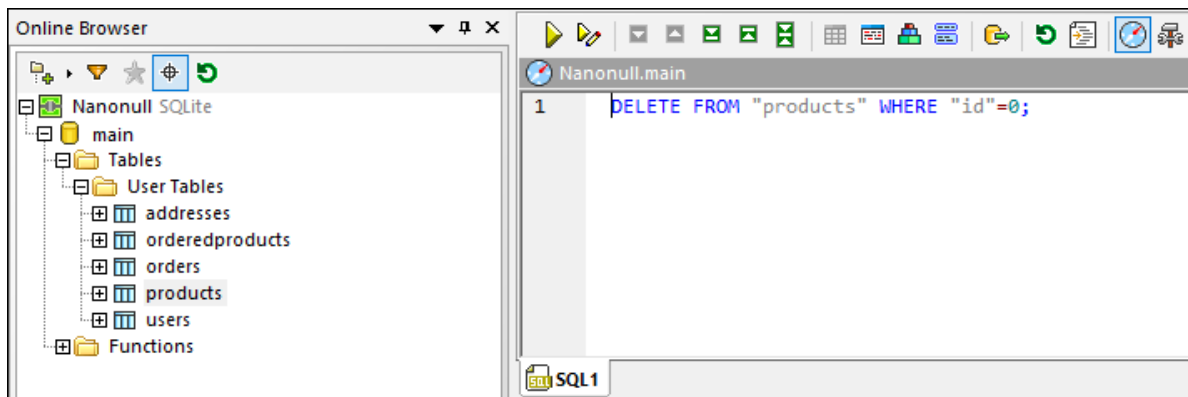 Online Browser
Nanonull SQLite
main
Tables
User Tables
addresses
orderedproducts
orders
products
users
Functions
Nanonull.main
1 DELETE FROM "products" WHERE "id"=0;
SQL1